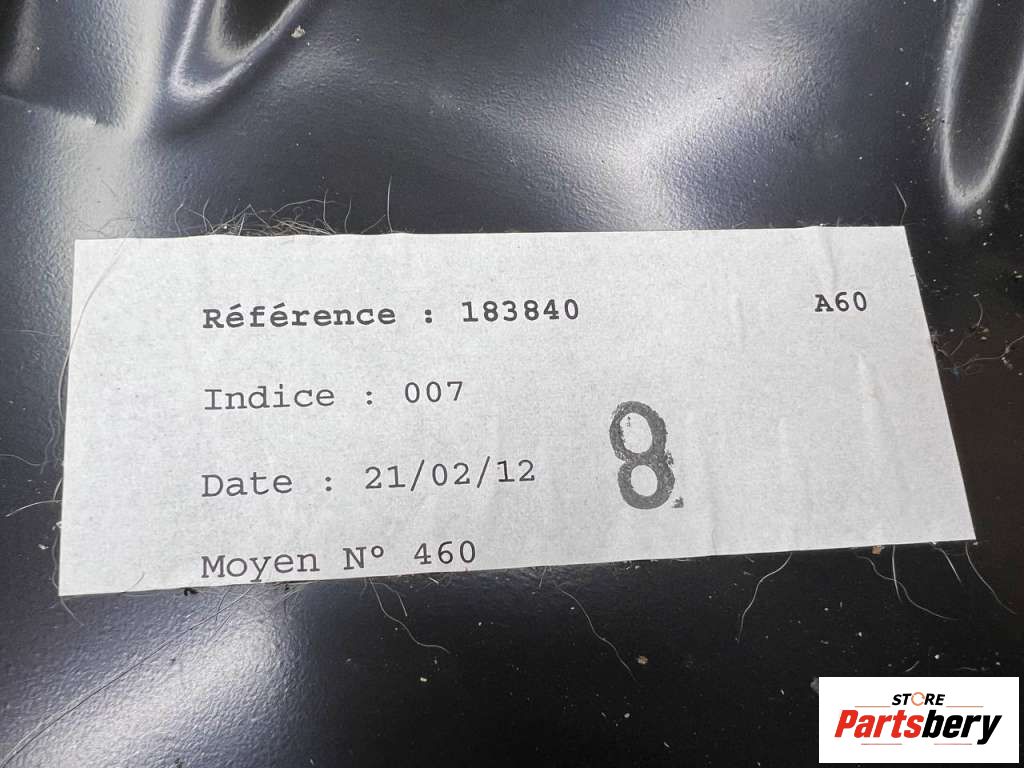 Référence : 183840 A60
Indice : 007
8
Date : 21/02/12
Moyen N° 460
STORE
Partsbery